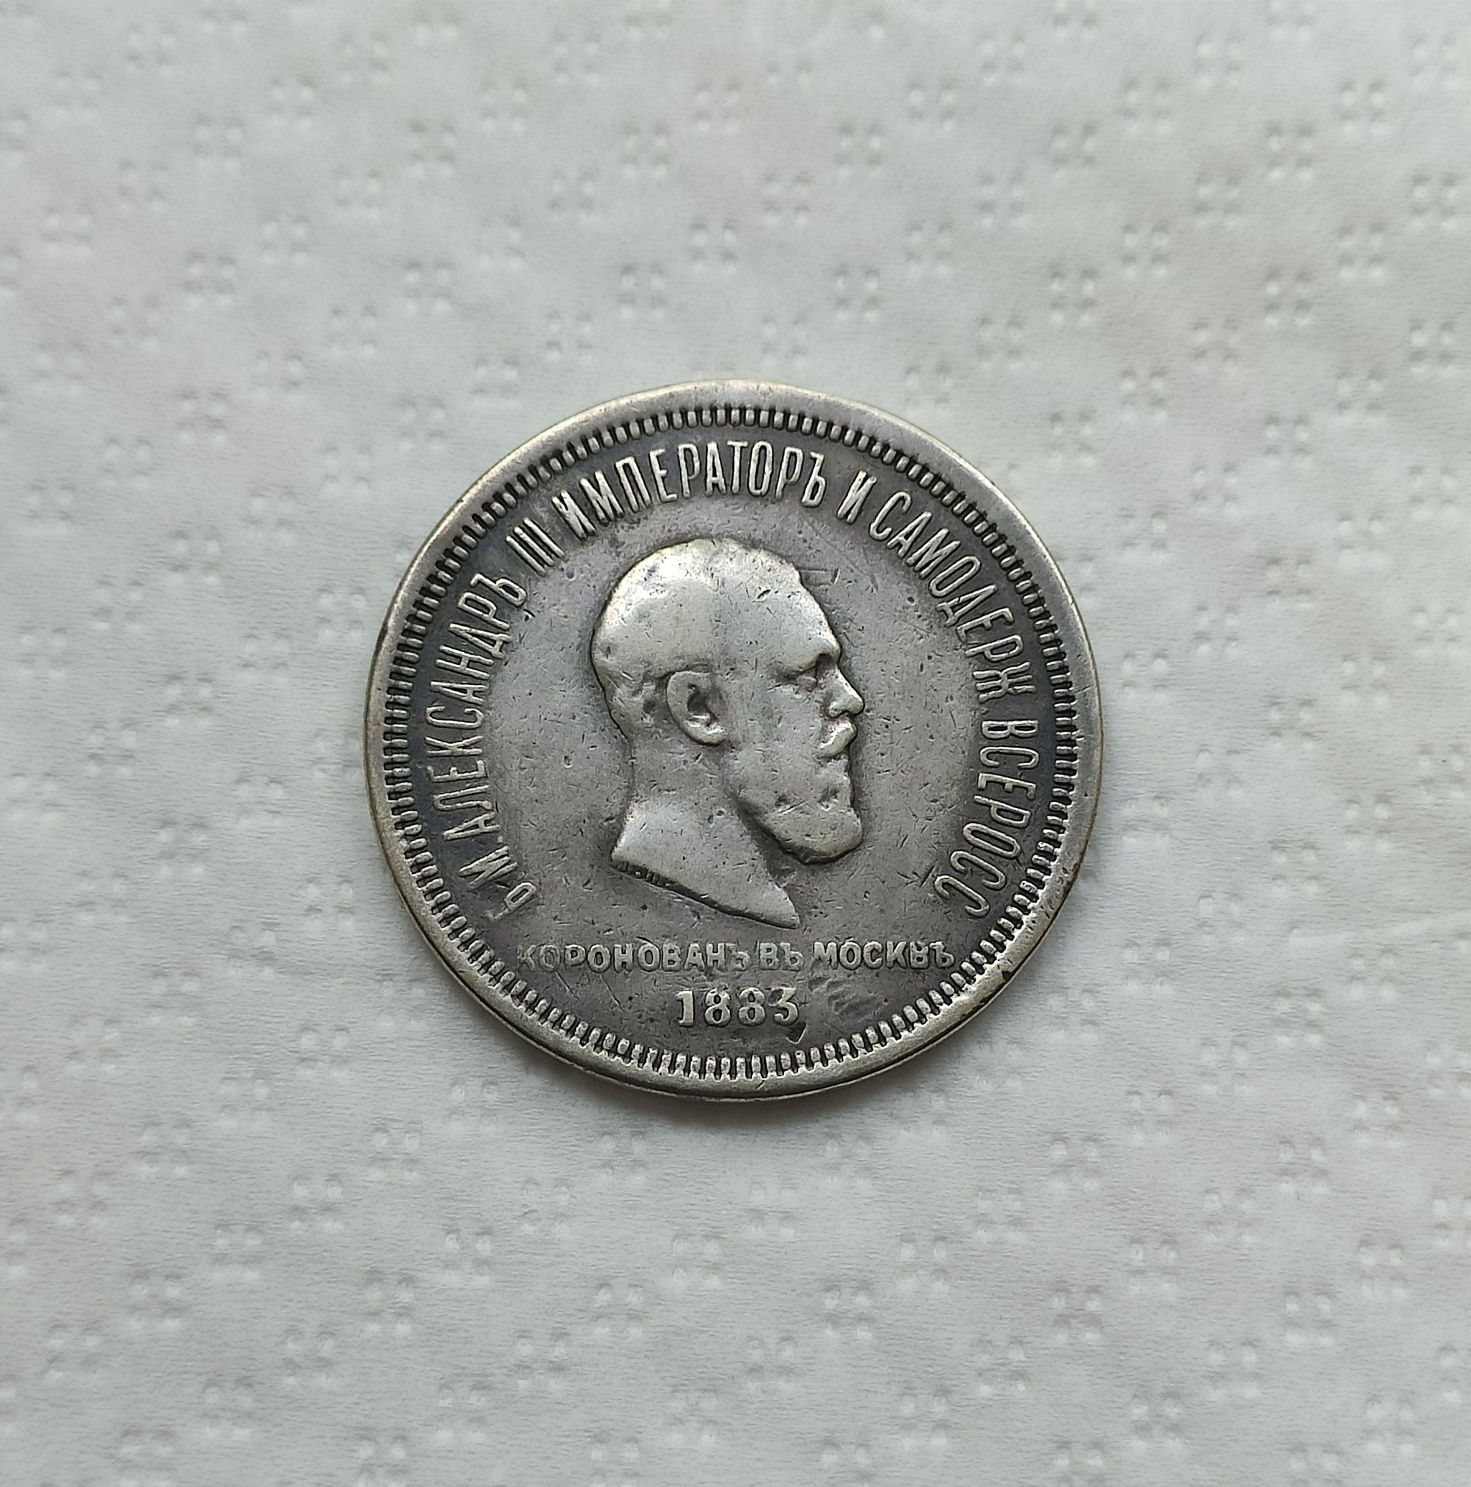 Б. М. АЛЕКСАНДРЪ III ИМПЕРАТОРЪ И САМОДЕРЖ. ВСЕРОСС.
КОРОНОВАНЪ ВЪ МОСКВѢ
1883